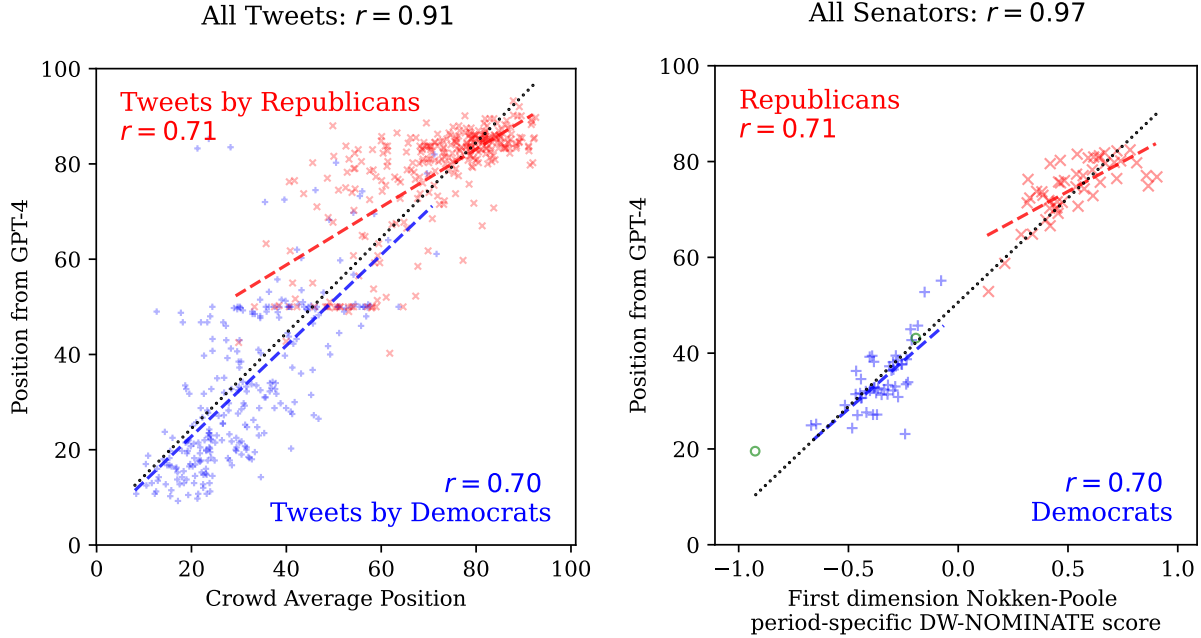 All Tweets: r = 0.91
100
80
60
40
20
0
Position from GPT-4
Tweets by Republicans
r = 0.71
r = 0.70
Tweets by Democrats
0 20 40 60 80 100
Crowd Average Position
All Senators: r = 0.97
100
80
60
40
20
0
Position from GPT-4
Republicans
r = 0.71
r = 0.70
Democrats
−1.0 −0.5 0.0 0.5 1.0
First dimension Nokken-Poole
period-specific DW-NOMINATE score